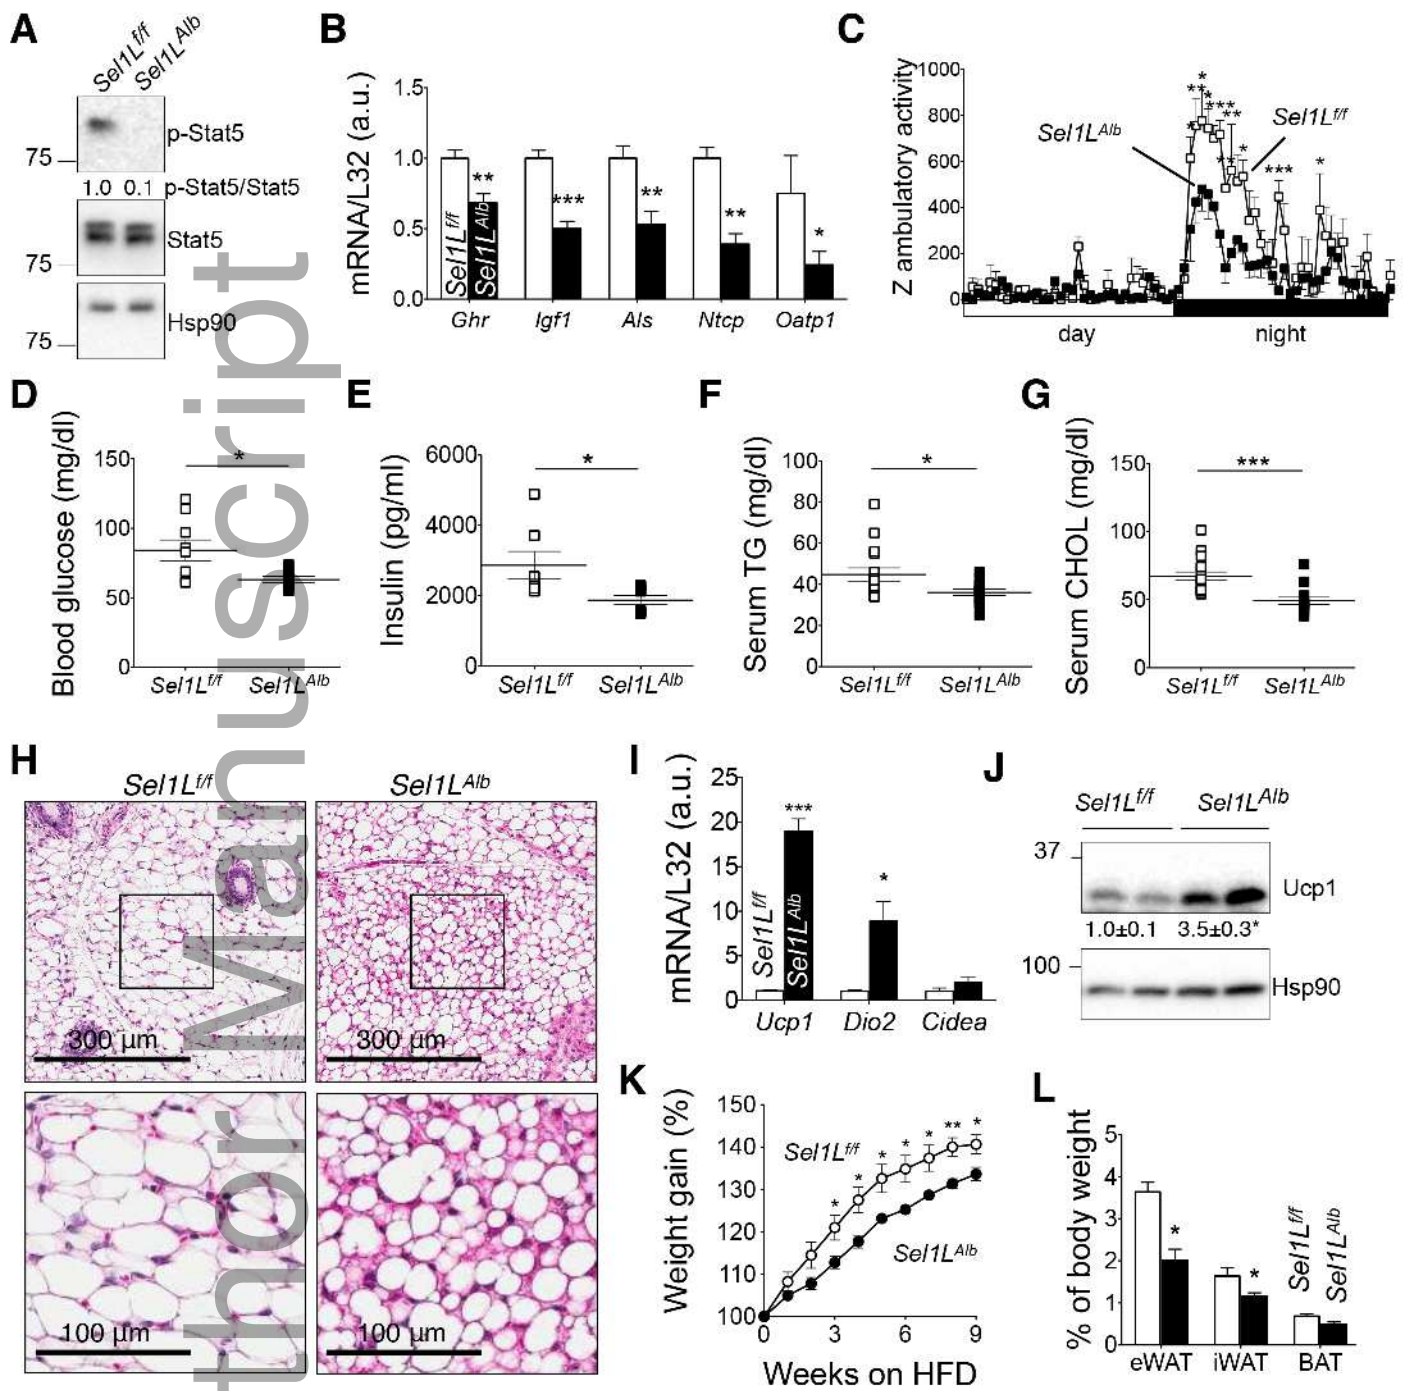 A
Sel1Lf/f
Sel1LAlb
p-Stat5
75
1.0 0.1 p-Stat5/Stat5
Stat5
75
Hsp90
75
B
mRNA/L32 (a.u.)
1.5
1.0
0.5
0.0
Sel1Lf/f
Sel1LAlb
**
***
**
**
*
Ghr Igf1 Als Ntcp Oatp1
C
Z ambulatory activity
1000
800
600
400
200
0
Sel1LAlb
Sel1Lf/f
day night
D
Blood glucose (mg/dl)
150
100
50
0
*
Sel1Lf/f Sel1LAlb
E
Insulin (pg/ml)
6000
4000
2000
0
*
Sel1Lf/f Sel1LAlb
F
Serum TG (mg/dl)
100
80
60
40
20
0
*
Sel1Lf/f Sel1LAlb
G
Serum CHOL (mg/dl)
150
100
50
0
***
Sel1Lf/f Sel1LAlb
H
Sel1Lf/f Sel1LAlb
300 µm 300 µm
100 µm 100 µm
I
mRNA/L32 (a.u.)
25
20
15
10
5
0
Sel1Lf/f
Sel1LAlb
***
*
Ucp1 Dio2 Cidea
J
Sel1Lf/f Sel1LAlb
37
Ucp1
1.0±0.1 3.5±0.3*
100
Hsp90
K
Weight gain (%)
150
140
130
120
110
100
Sel1Lf/f
Sel1LAlb
* * * * * ** *
0 3 6 9
Weeks on HFD
L
% of body weight
5
4
3
2
1
0
*
*
Sel1Lf/f
Sel1LAlb
eWAT iWAT BAT
thor Manuscript